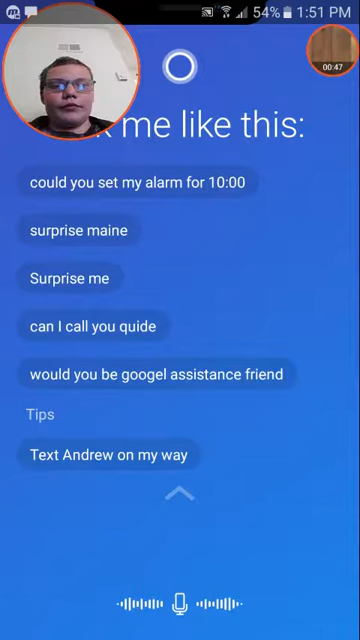 54% 1:51 PM
00:47
k me like this:
could you set my alarm for 10:00
surprise maine
Surprise me
can I call you quide
would you be googel assistance friend
Tips
Text Andrew on my way